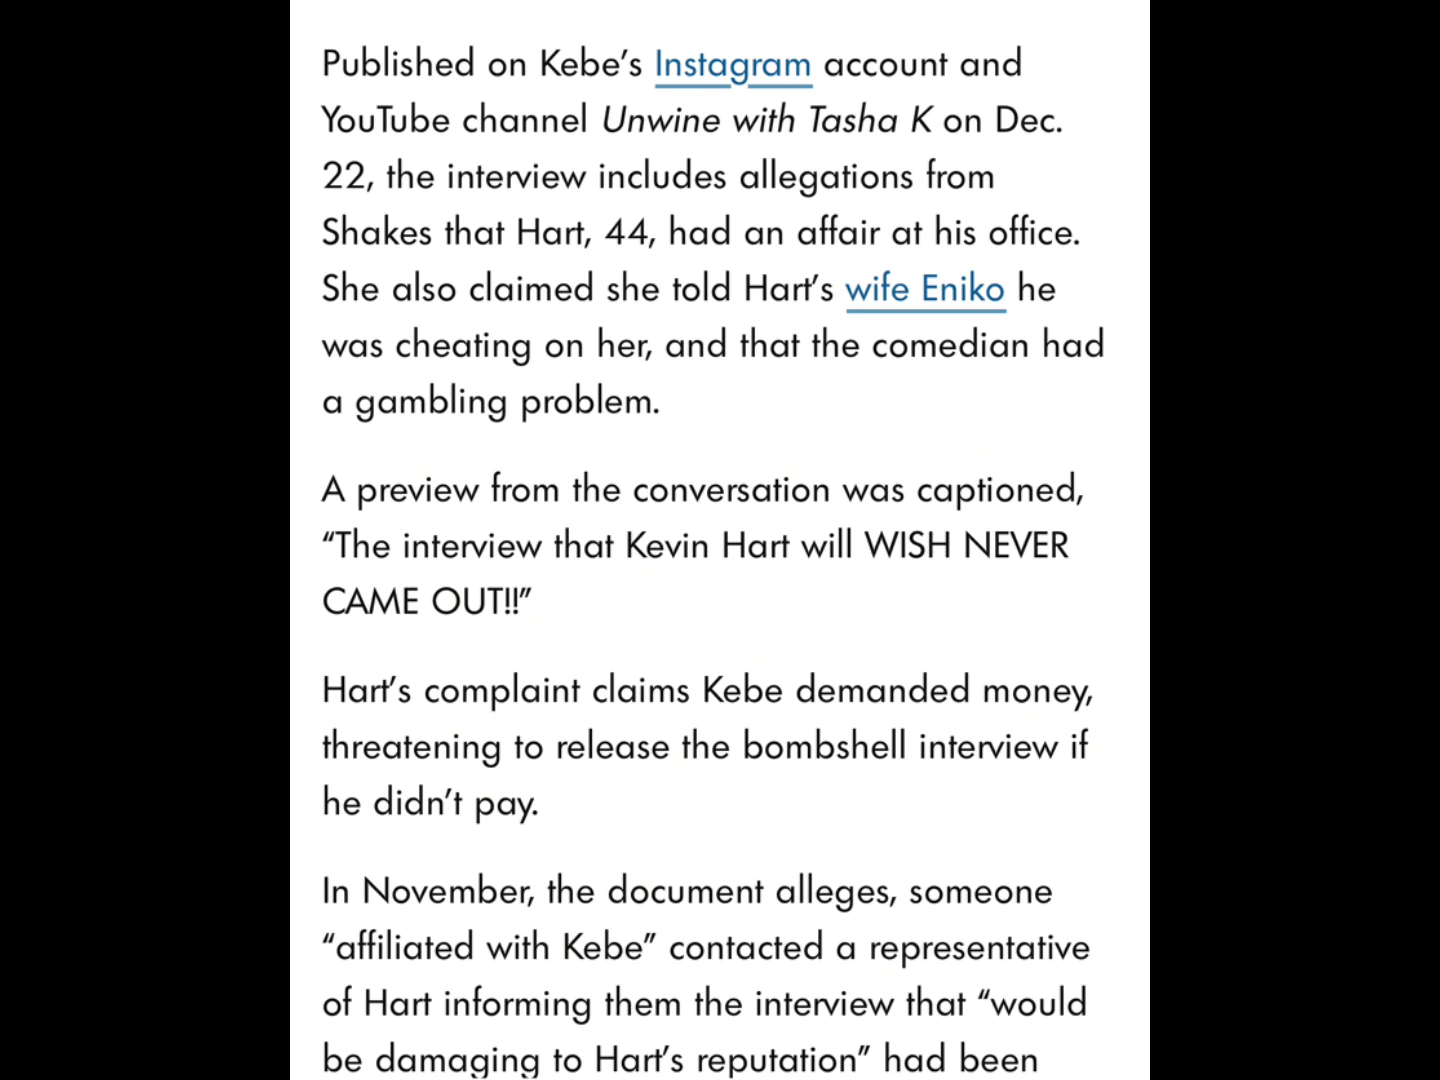 Published on Kebe’s Instagram account and
YouTube channel Unwine with Tasha K on Dec.
22, the interview includes allegations from
Shakes that Hart, 44, had an affair at his office.
She also claimed she told Hart’s wife Eniko he
was cheating on her, and that the comedian had
a gambling problem.
A preview from the conversation was captioned,
“The interview that Kevin Hart will WISH NEVER
CAME OUT!!”
Hart’s complaint claims Kebe demanded money,
threatening to release the bombshell interview if
he didn’t pay.
In November, the document alleges, someone
“affiliated with Kebe” contacted a representative
of Hart informing them the interview that “would
be damaging to Hart’s reputation” had been